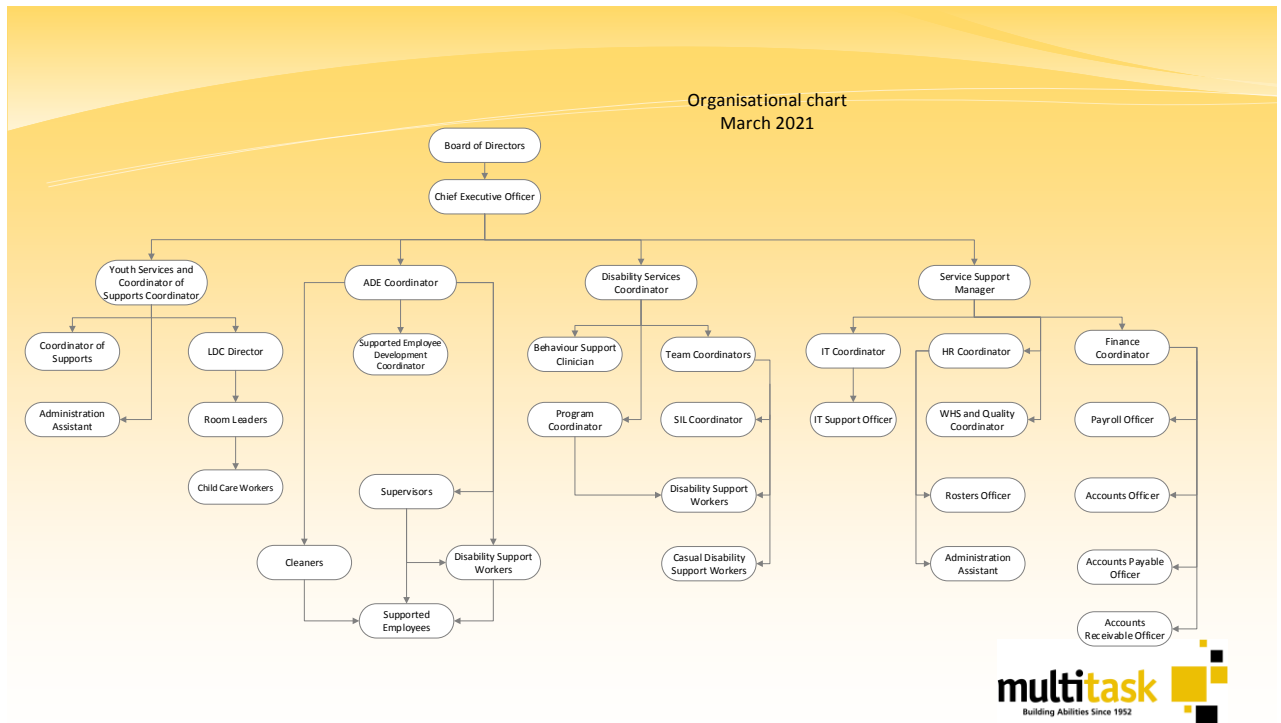 Organisational chart
March 2021
Board of Directors
Chief Executive Officer
Youth Services and
Coordinator of
Supports Coordinator
ADE Coordinator
Disability Services
Coordinator
Service Support
Manager
Coordinator of
Supports
LDC Director
Supported Employee
Development
Coordinator
Behaviour Support
Clinician
Team Coordinators
IT Coordinator
HR Coordinator
Finance
Coordinator
Administration
Assistant
Room Leaders
Program
Coordinator
SIL Coordinator
IT Support Officer
WHS and Quality
Coordinator
Payroll Officer
Child Care Workers
Supervisors
Disability Support
Workers
Rosters Officer
Accounts Officer
Cleaners
Disability Support
Workers
Casual Disability
Support Workers
Administration
Assistant
Accounts Payable
Officer
Supported
Employees
Accounts
Receivable Officer
multitask
Building Abilities Since 1952